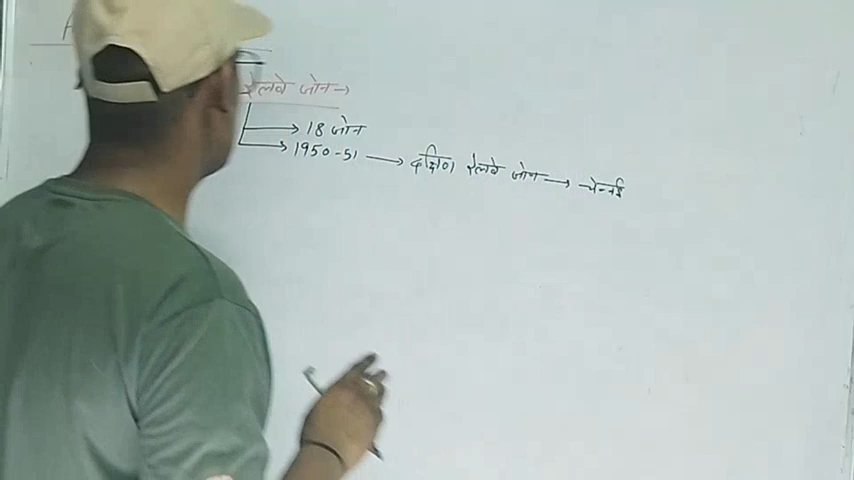 रेलवे जोन→
→ 18 जोन
→ 1950-51 → दक्षिण रेलवे जोन → चेन्नई